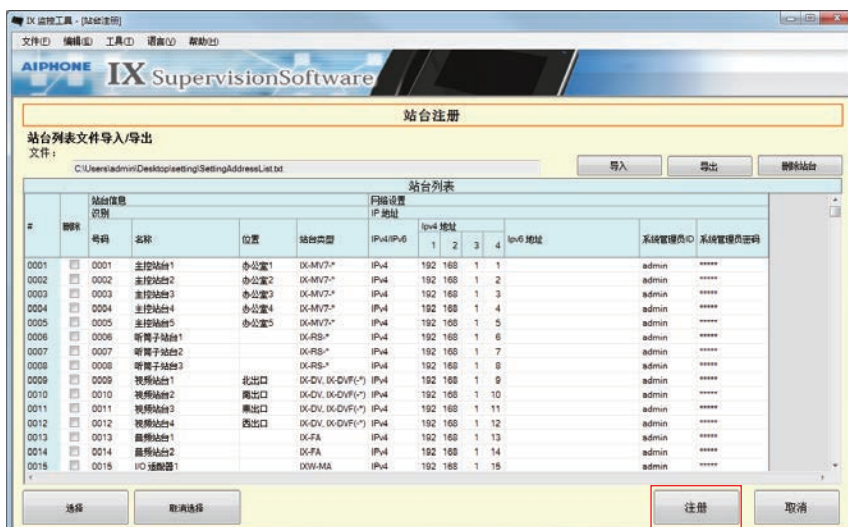 IX 监控工具 - [站台注册]
文件(F) 编辑(E) 工具(T) 语言(V) 帮助(H)
AIPHONE
IX SupervisionSoftware
站台注册
站台列表文件导入/导出
文件：
C:\Users\admin\Desktop\setting\SettingAddressList.txt
导入 导出 删除站台
站台列表
站台信息 网络设置
识别 IP 地址
# 删除 号码 名称 位置 站台类型 IPv4/IPv6 Ipv4 地址 Ipv6 地址 系统管理员ID 系统管理员密码
1 2 3 4
0001 0001 主控站台1 办公室1 IX-MV7-* IPv4 192 168 1 1 admin *****
0002 0002 主控站台2 办公室2 IX-MV7-* IPv4 192 168 1 2 admin *****
0003 0003 主控站台3 办公室3 IX-MV7-* IPv4 192 168 1 3 admin *****
0004 0004 主控站台4 办公室4 IX-MV7-* IPv4 192 168 1 4 admin *****
0005 0005 主控站台5 办公室5 IX-MV7-* IPv4 192 168 1 5 admin *****
0006 0006 听筒子站台1 IX-RS-* IPv4 192 168 1 6 admin *****
0007 0007 听筒子站台2 IX-RS-* IPv4 192 168 1 7 admin *****
0008 0008 听筒子站台3 IX-RS-* IPv4 192 168 1 8 admin *****
0009 0009 视频站台1 北出口 IX-DV, IX-DVF(-*) IPv4 192 168 1 9 admin *****
0010 0010 视频站台2 南出口 IX-DV, IX-DVF(-*) IPv4 192 168 1 10 admin *****
0011 0011 视频站台3 東出口 IX-DV, IX-DVF(-*) IPv4 192 168 1 11 admin *****
0012 0012 视频站台4 西出口 IX-DV, IX-DVF(-*) IPv4 192 168 1 12 admin *****
0013 0013 音频站台1 IX-FA IPv4 192 168 1 13 admin *****
0014 0014 音频站台2 IX-FA IPv4 192 168 1 14 admin *****
0015 0015 I/O 适配器1 IXW-MA IPv4 192 168 1 15 admin *****
选择 取消选择 注册 取消